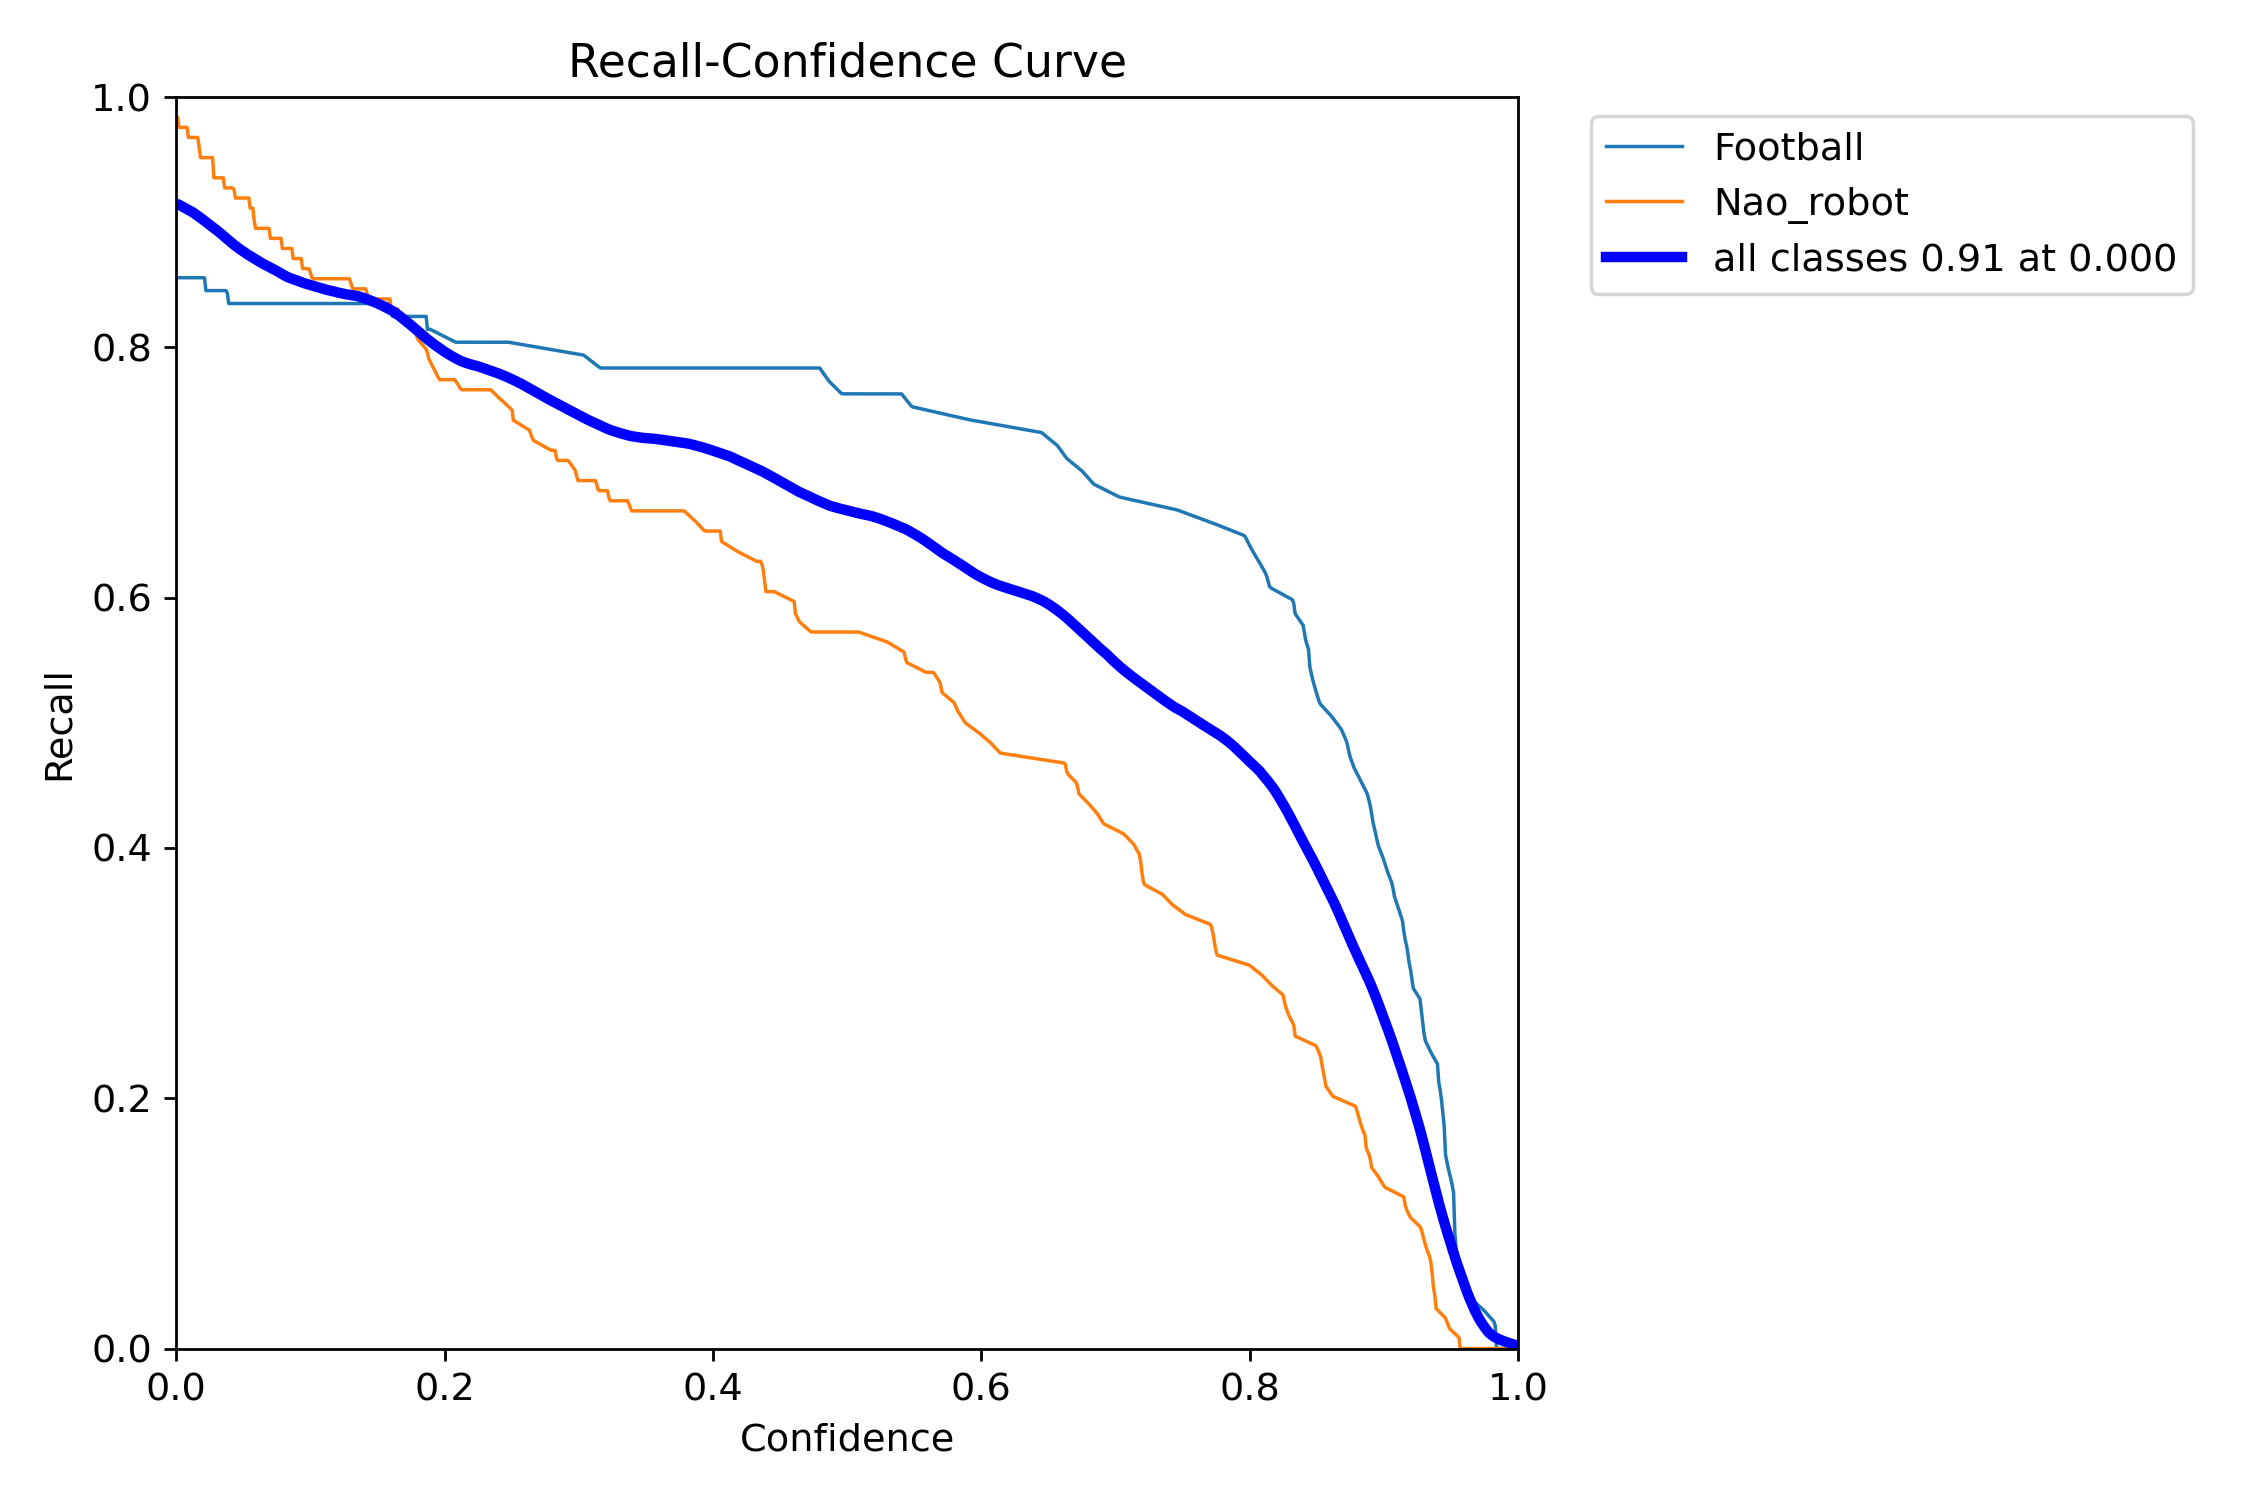 Recall-Confidence Curve
1.0
0.8
0.6
0.4
0.2
0.0
Recall
0.0 0.2 0.4 0.6 0.8 1.0
Confidence
Football
Nao_robot
all classes 0.91 at 0.000